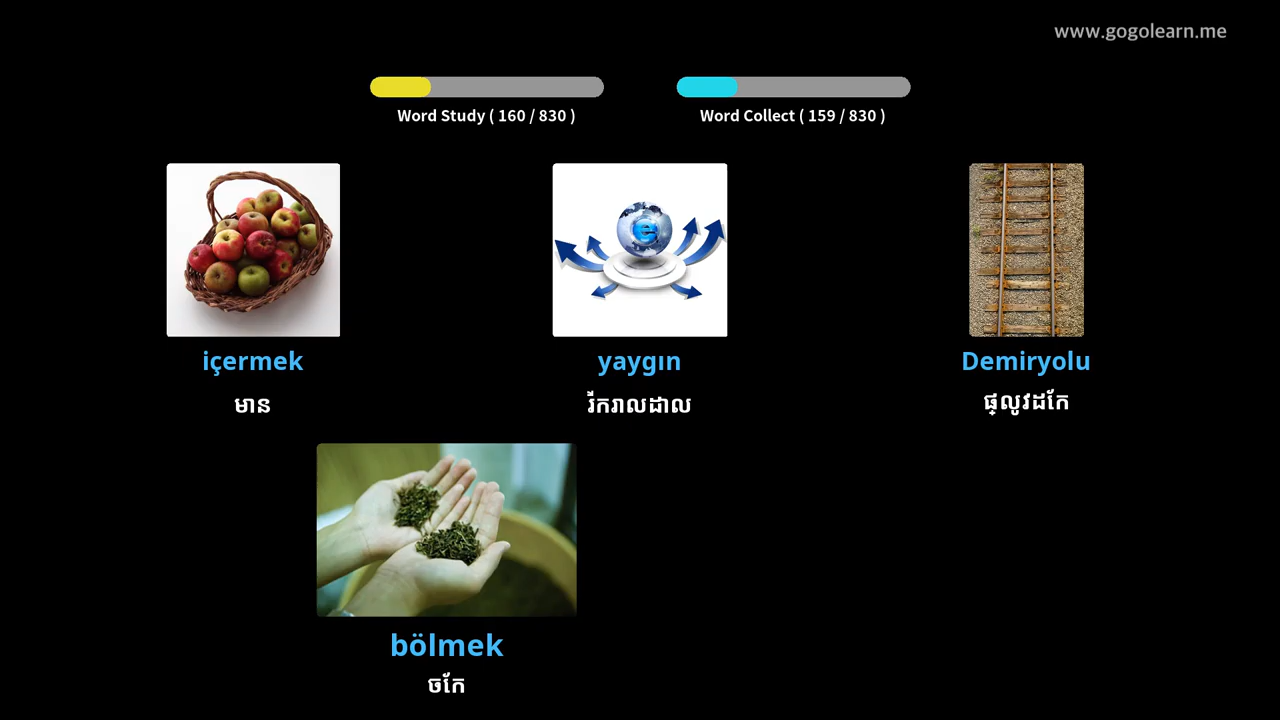 www.gogolearn.me
Word Study ( 160 / 830 )
Word Collect ( 159 / 830 )
içermek
មាន
yaygın
រីករាលដាល
Demiryolu
ផ្លូវដែក
bölmek
ចែក